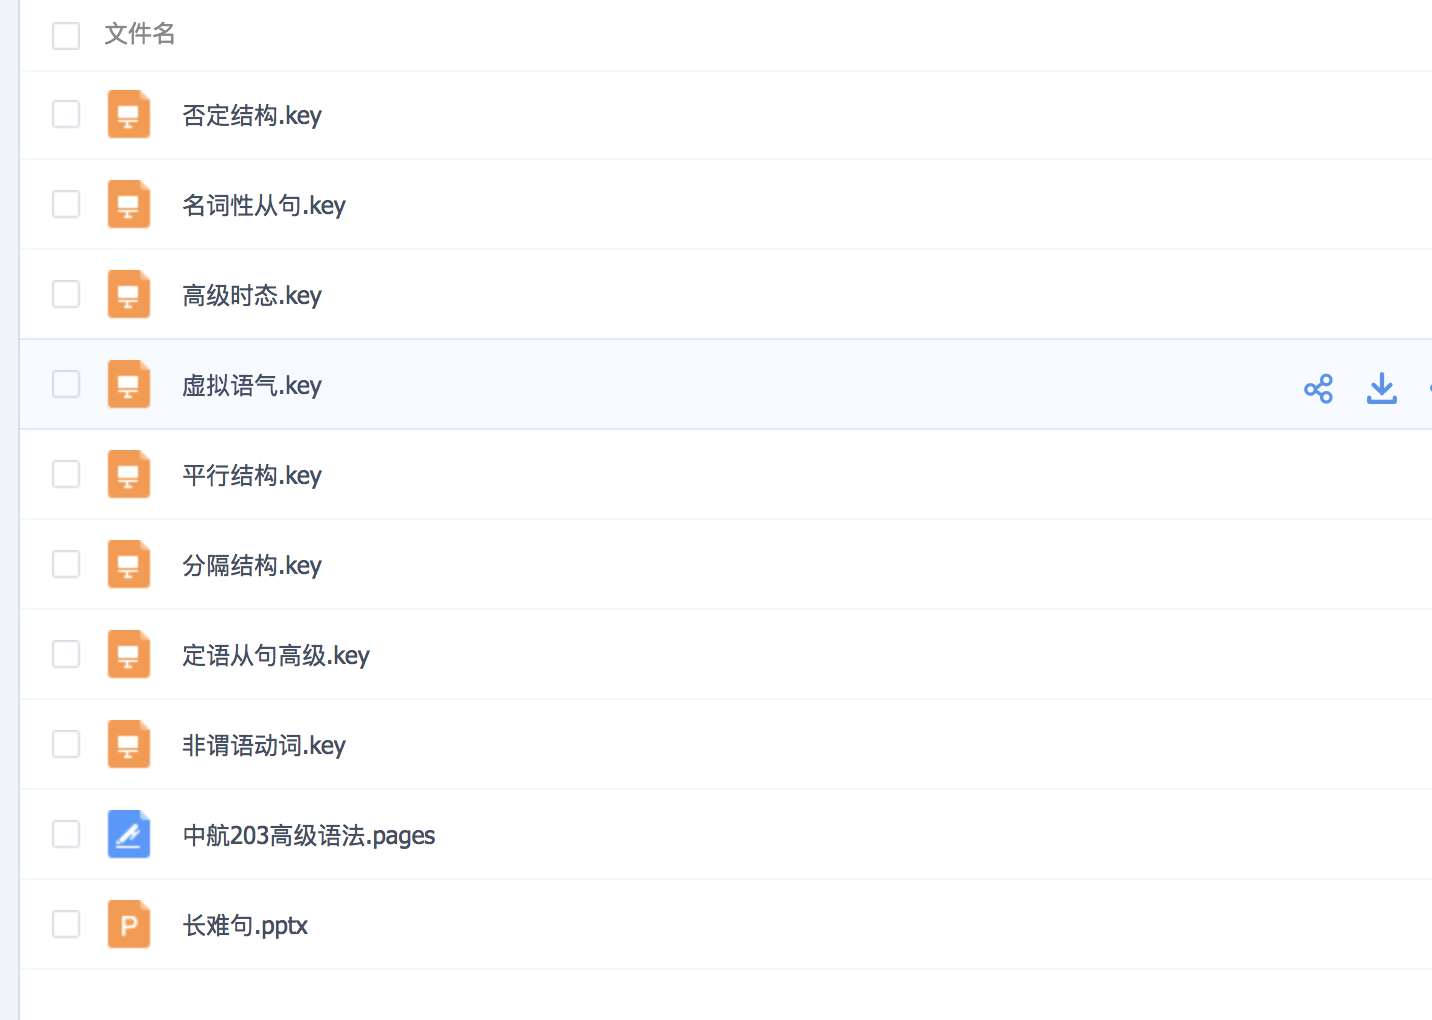 文件名
否定结构.key
名词性从句.key
高级时态.key
虚拟语气.key
平行结构.key
分隔结构.key
定语从句高级.key
非谓语动词.key
中航203高级语法.pages
P
长难句.pptx